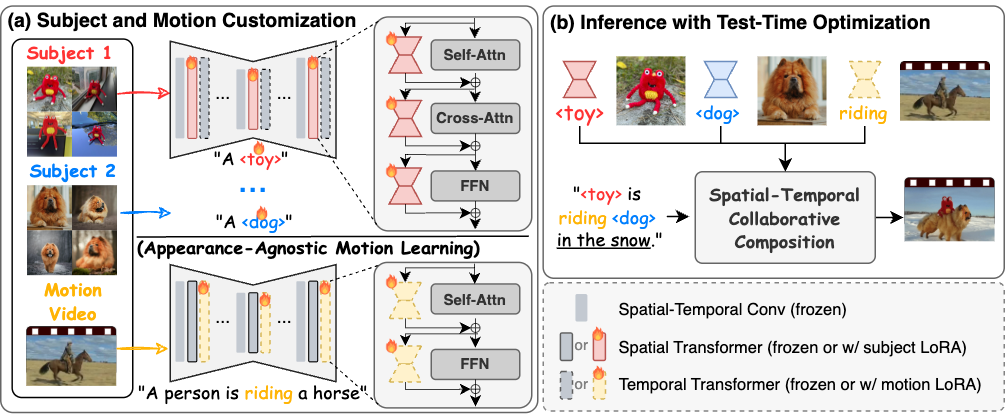 (a) Subject and Motion Customization
Subject 1
Self-Attn
Cross-Attn
FFN
"A <toy>"
...
Subject 2
"A <dog>"
(Appearance-Agnostic Motion Learning)
Motion
Video
Self-Attn
FFN
"A person is riding a horse"
(b) Inference with Test-Time Optimization
<toy>
<dog>
riding
"<toy> is
riding <dog>
in the snow."
Spatial-Temporal
Collaborative
Composition
Spatial-Temporal Conv (frozen)
or
Spatial Transformer (frozen or w/ subject LoRA)
or
Temporal Transformer (frozen or w/ motion LoRA)